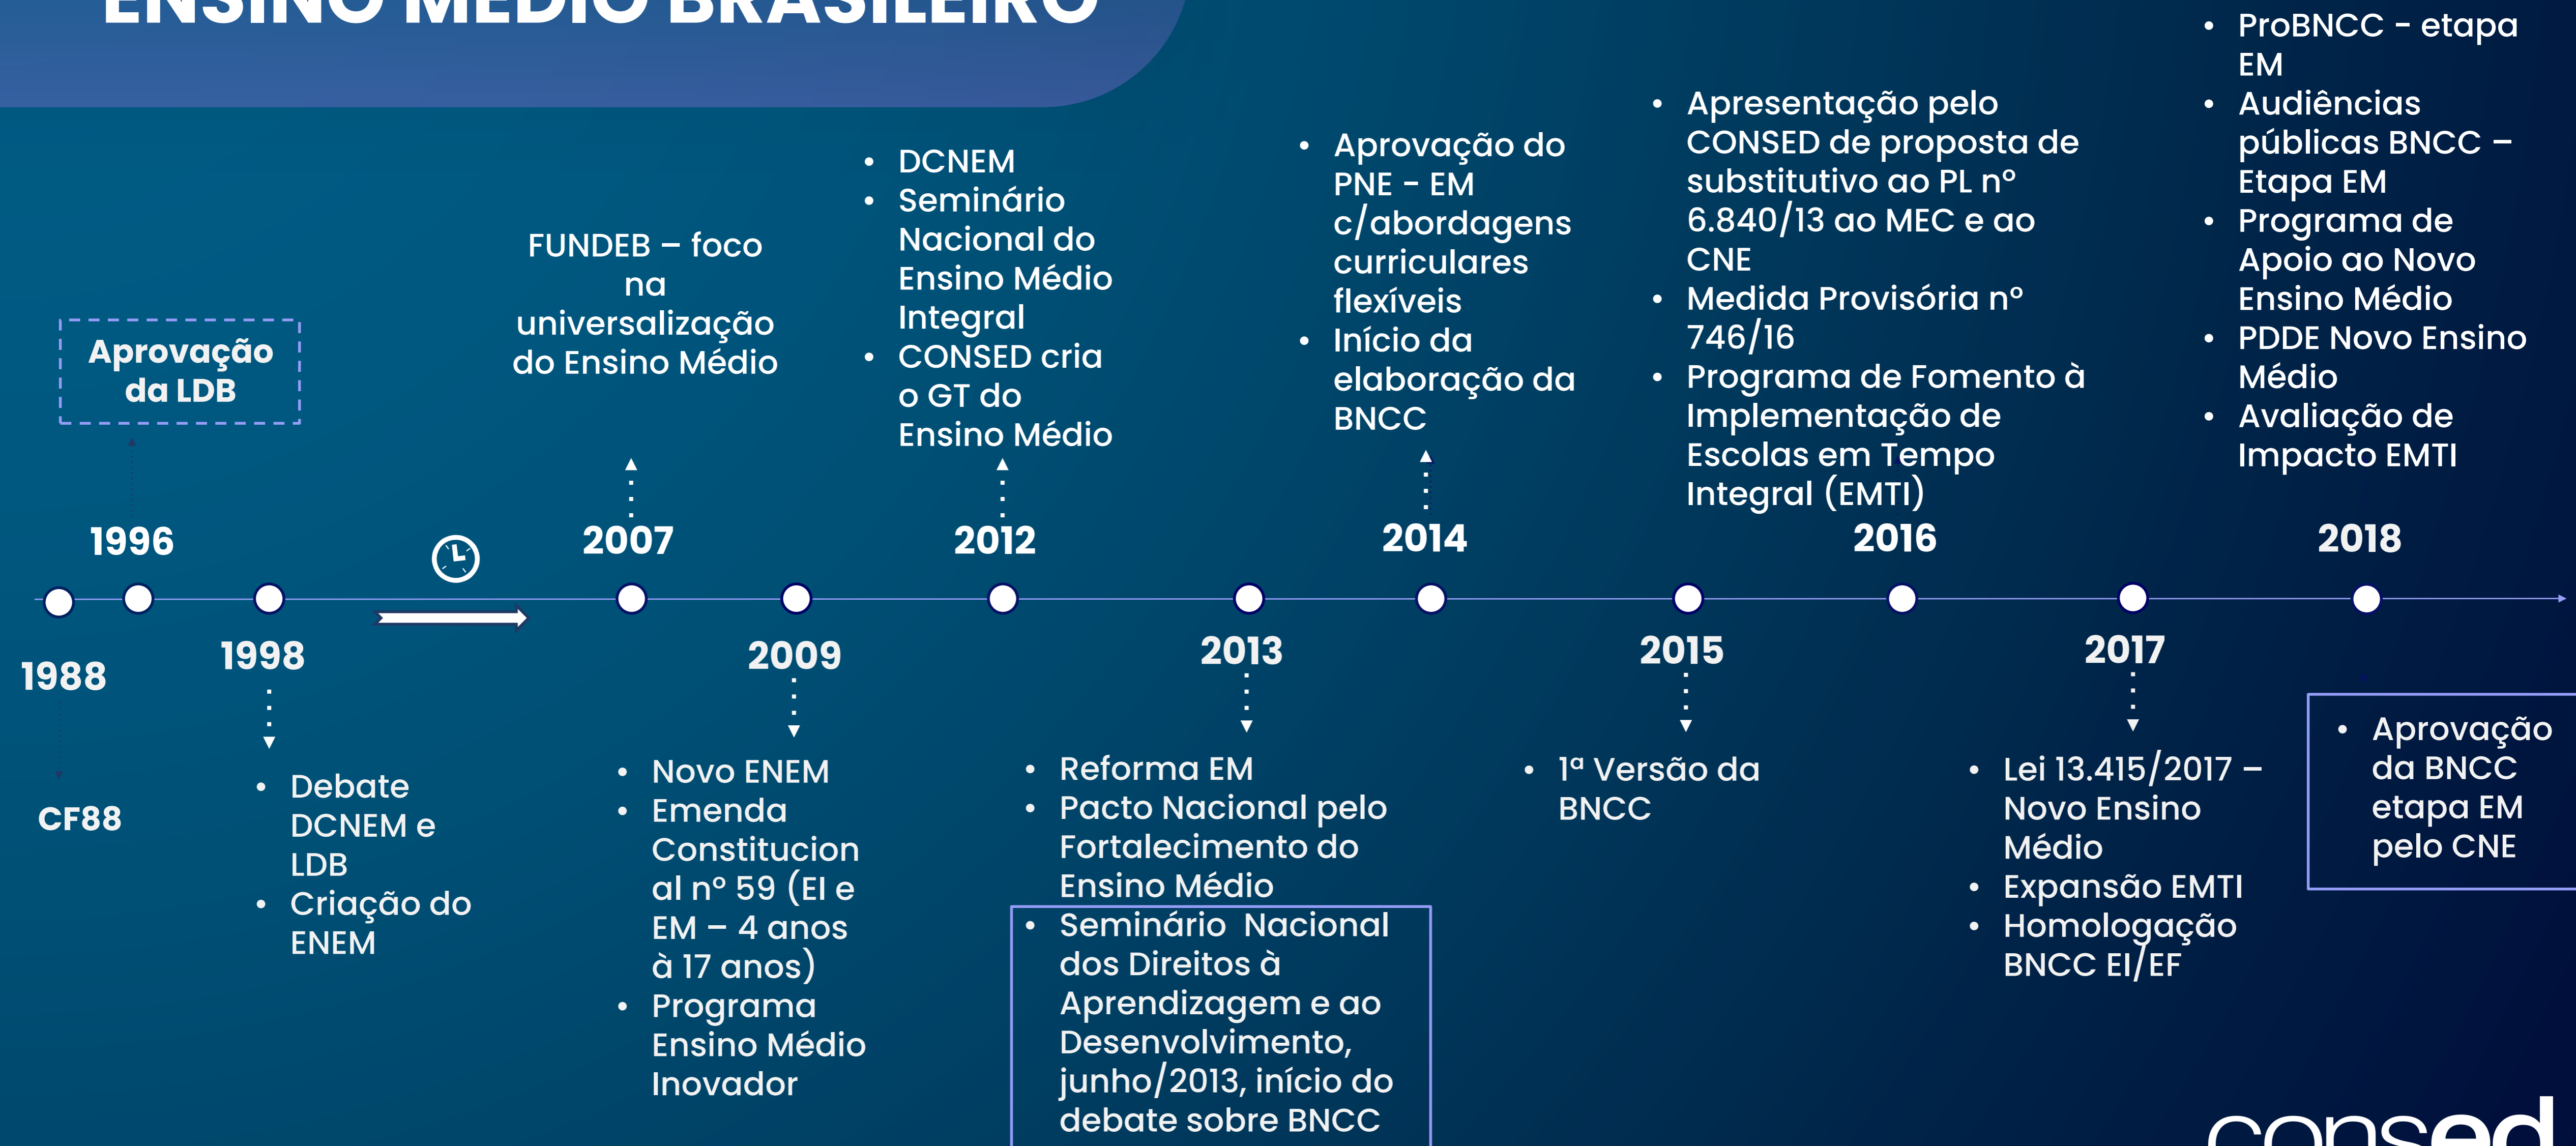 ENSINO MÉDIO BRASILEIRO
Aprovação
da LDB
1996
1988
CF88
1998
• Debate
DCNEM e
LDB
• Criação do
ENEM
FUNDEB – foco
na
universalização
do Ensino Médio
2007
2009
• Novo ENEM
• Emenda
Constitucion
al nº 59 (EI e
EM – 4 anos
à 17 anos)
• Programa
Ensino Médio
Inovador
• DCNEM
• Seminário
Nacional do
Ensino Médio
Integral
• CONSED cria
o GT do
Ensino Médio
2012
2013
• Reforma EM
• Pacto Nacional pelo
Fortalecimento do
Ensino Médio
• Seminário Nacional
dos Direitos à
Aprendizagem e ao
Desenvolvimento,
junho/2013, início do
debate sobre BNCC
• Aprovação do
PNE - EM
c/abordagens
curriculares
flexíveis
• Início da
elaboração da
BNCC
2014
2015
• 1ª Versão da
BNCC
• Apresentação pelo
CONSED de proposta de
substitutivo ao PL nº
6.840/13 ao MEC e ao
CNE
• Medida Provisória nº
746/16
• Programa de Fomento à
Implementação de
Escolas em Tempo
Integral (EMTI)
2016
2017
• Lei 13.415/2017 –
Novo Ensino
Médio
• Expansão EMTI
• Homologação
BNCC EI/EF
• ProBNCC - etapa
EM
• Audiências
públicas BNCC –
Etapa EM
• Programa de
Apoio ao Novo
Ensino Médio
• PDDE Novo Ensino
Médio
• Avaliação de
Impacto EMTI
2018
• Aprovação
da BNCC
etapa EM
pelo CNE
consed